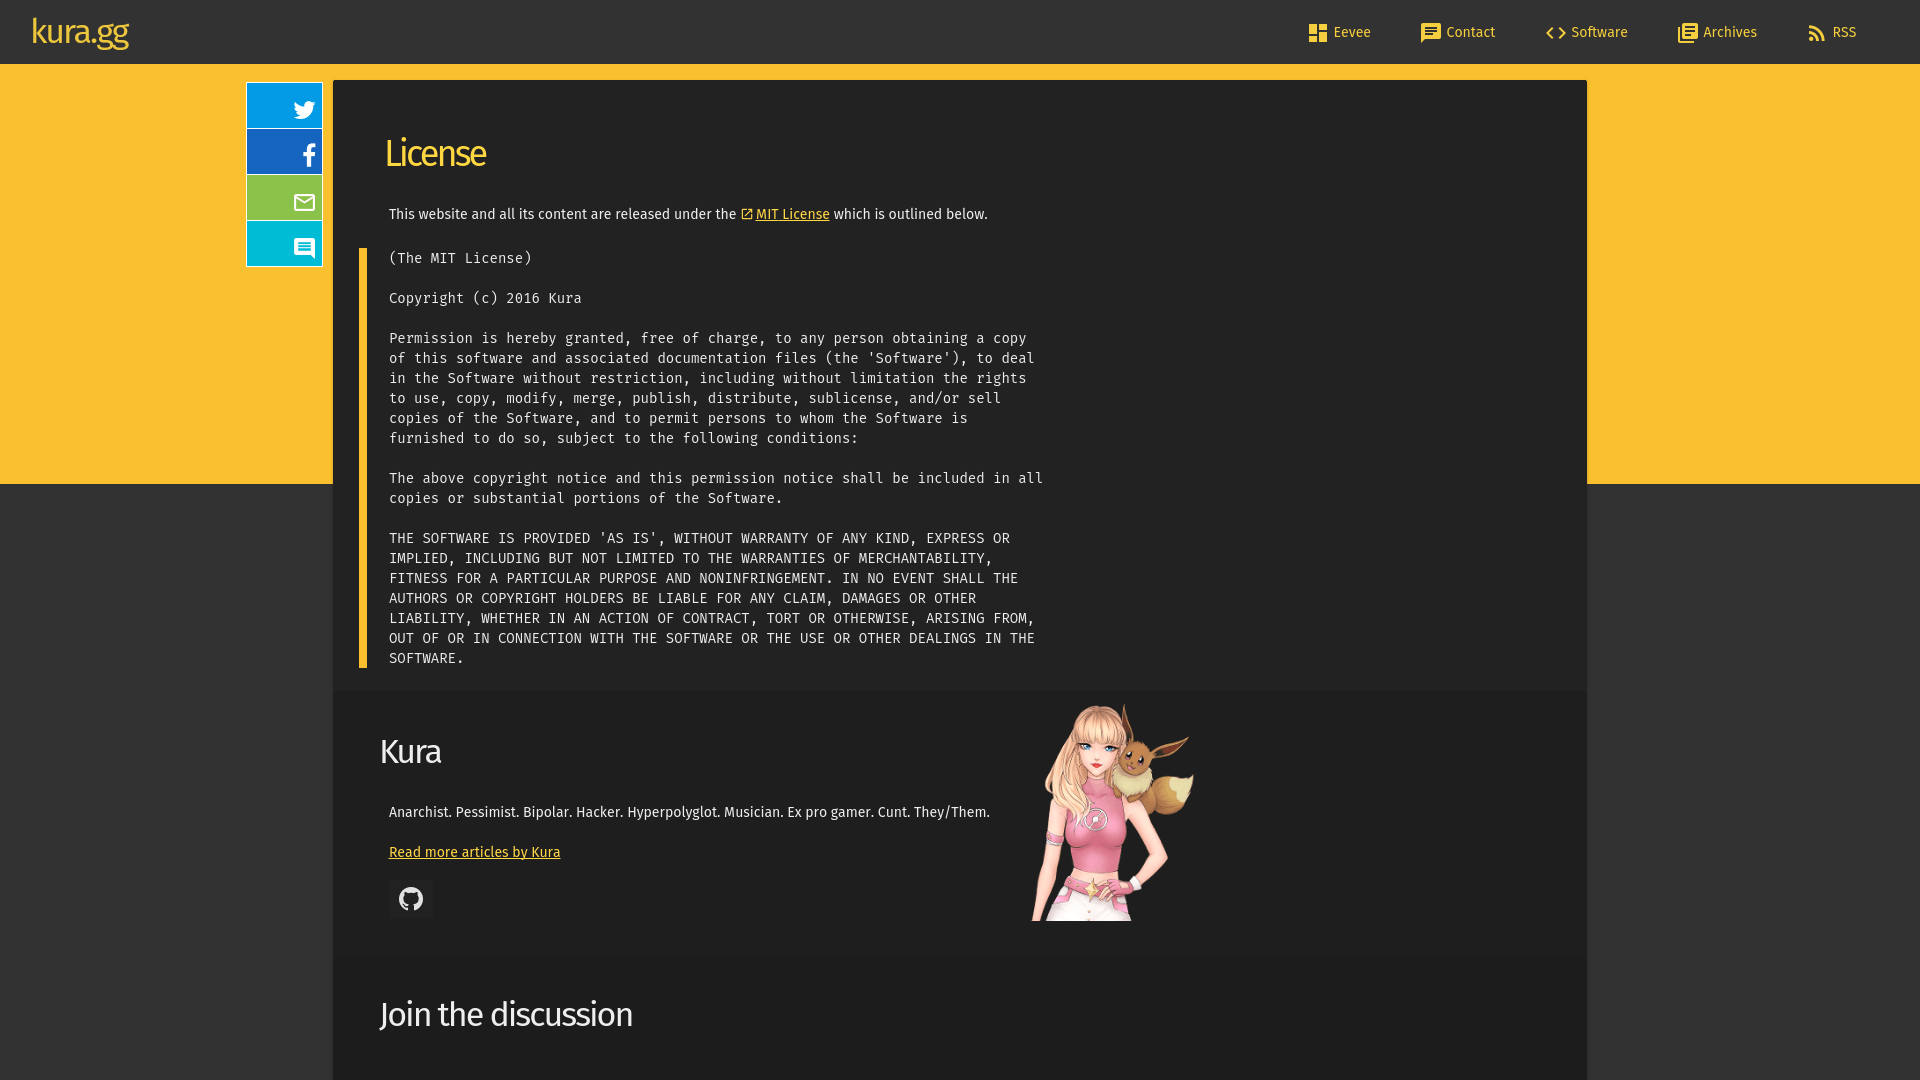 kura.gg
Eevee
Contact
Software
Archives
RSS
License
This website and all its content are released under the MIT License which is outlined below.
(The MIT License)
Copyright (c) 2016 Kura
Permission is hereby granted, free of charge, to any person obtaining a copy
of this software and associated documentation files (the 'Software'), to deal
in the Software without restriction, including without limitation the rights
to use, copy, modify, merge, publish, distribute, sublicense, and/or sell
copies of the Software, and to permit persons to whom the Software is
furnished to do so, subject to the following conditions:
The above copyright notice and this permission notice shall be included in all
copies or substantial portions of the Software.
THE SOFTWARE IS PROVIDED 'AS IS', WITHOUT WARRANTY OF ANY KIND, EXPRESS OR
IMPLIED, INCLUDING BUT NOT LIMITED TO THE WARRANTIES OF MERCHANTABILITY,
FITNESS FOR A PARTICULAR PURPOSE AND NONINFRINGEMENT. IN NO EVENT SHALL THE
AUTHORS OR COPYRIGHT HOLDERS BE LIABLE FOR ANY CLAIM, DAMAGES OR OTHER
LIABILITY, WHETHER IN AN ACTION OF CONTRACT, TORT OR OTHERWISE, ARISING FROM,
OUT OF OR IN CONNECTION WITH THE SOFTWARE OR THE USE OR OTHER DEALINGS IN THE
SOFTWARE.
Kura
Anarchist. Pessimist. Bipolar. Hacker. Hyperpolyglot. Musician. Ex pro gamer. Cunt. They/Them.
Read more articles by Kura
Join the discussion